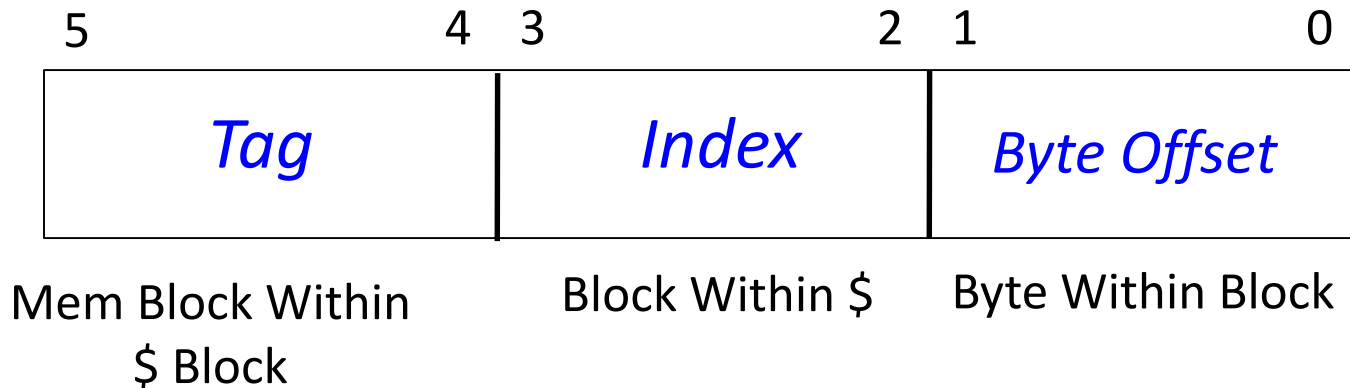 5 4 3 2 1 0
Tag Index Byte Offset
Mem Block Within Block Within $ Byte Within Block
$ Block